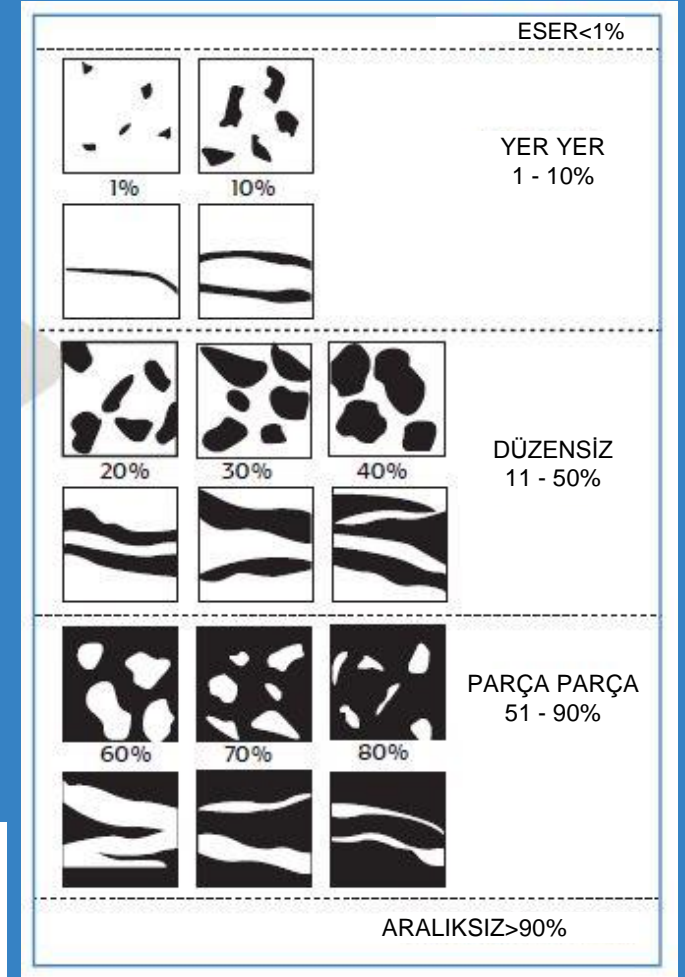 ESER<1%
1% 10%
YER YER
1 - 10%
20% 30% 40%
DÜZENSİZ
11 - 50%
60% 70% 80%
PARÇA PARÇA
51 - 90%
ARALIKSIZ>90%